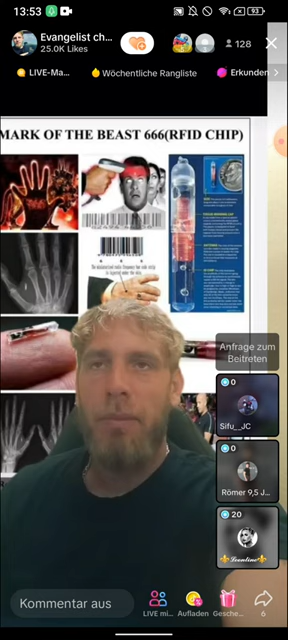 13:53
93
Evangelist ch...
25.0K Likes
128
LIVE-Ma...
Wöchentliche Rangliste
Erkunden
MARK OF THE BEAST 666(RFID CHIP)
Anfrage zum
Beitreten
0
Sifu_JC
0
Römer 9,5 J...
20
Leontine
Kommentar aus
LIVE mi...
Aufladen
Gesche...
6